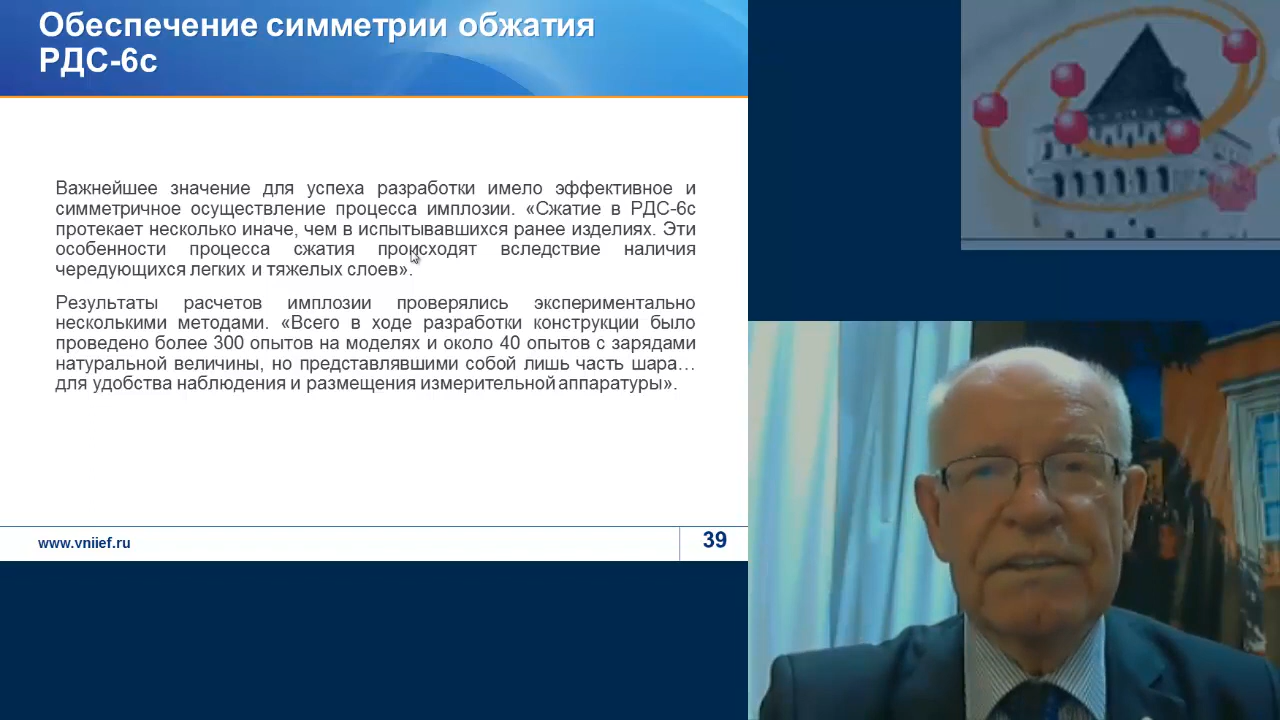 Обеспечение симметрии обжатия
РДС-6с
Важнейшее значение для успеха разработки имело эффективное и
симметричное осуществление процесса имплозии. «Сжатие в РДС-6с
протекает несколько иначе, чем в испытывавшихся ранее изделиях. Эти
особенности процесса сжатия происходят вследствие наличия
чередующихся легких и тяжелых слоев».
Результаты расчетов имплозии проверялись экспериментально
несколькими методами. «Всего в ходе разработки конструкции было
проведено более 300 опытов на моделях и около 40 опытов с зарядами
натуральной величины, но представлявшими собой лишь часть шара…
для удобства наблюдения и размещения измерительной аппаратуры».
www.vniief.ru
39